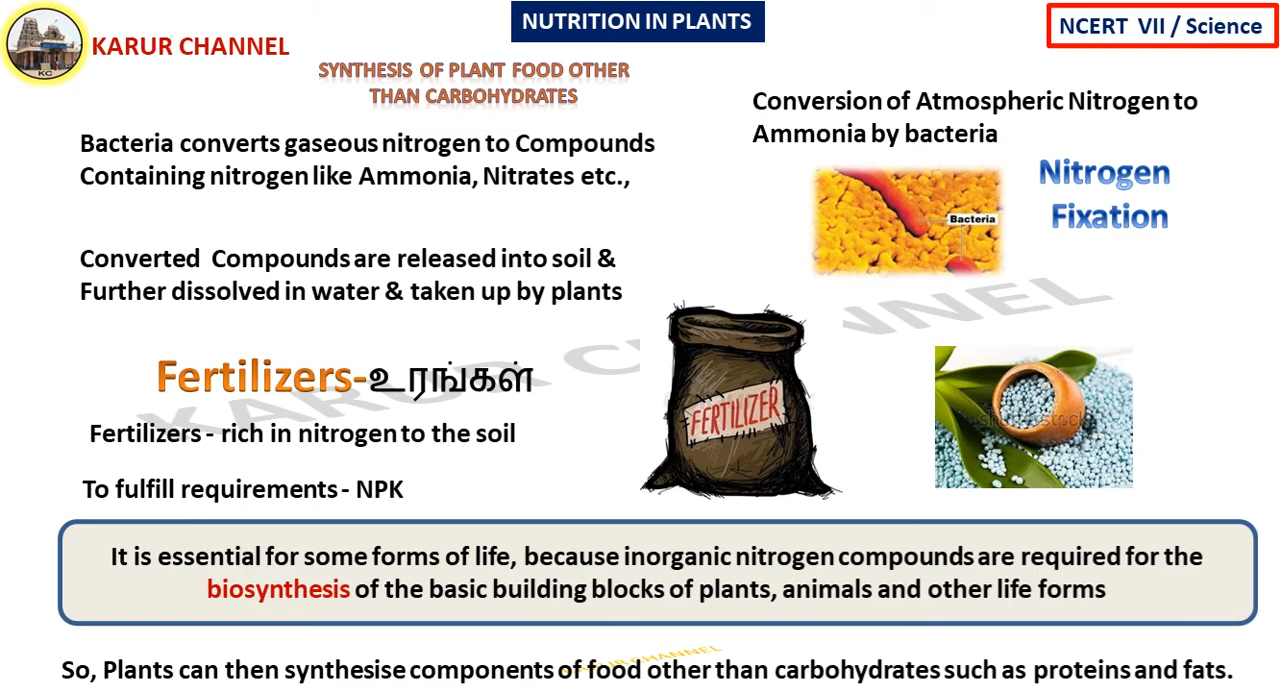 KC
KARUR CHANNEL
NUTRITION IN PLANTS
NCERT VII / Science
SYNTHESIS OF PLANT FOOD OTHER
THAN CARBOHYDRATES
Bacteria converts gaseous nitrogen to Compounds
Containing nitrogen like Ammonia, Nitrates etc.,
Converted Compounds are released into soil &
Further dissolved in water & taken up by plants
Conversion of Atmospheric Nitrogen to
Ammonia by bacteria
Nitrogen
Fixation
Bacteria
Fertilizers-உரங்கள்
KARUR CHANNEL
Fertilizers - rich in nitrogen to the soil
To fulfill requirements - NPK
FERTILIZER
It is essential for some forms of life, because inorganic nitrogen compounds are required for the
biosynthesis of the basic building blocks of plants, animals and other life forms
KARUR CHANNEL
So, Plants can then synthesise components of food other than carbohydrates such as proteins and fats.